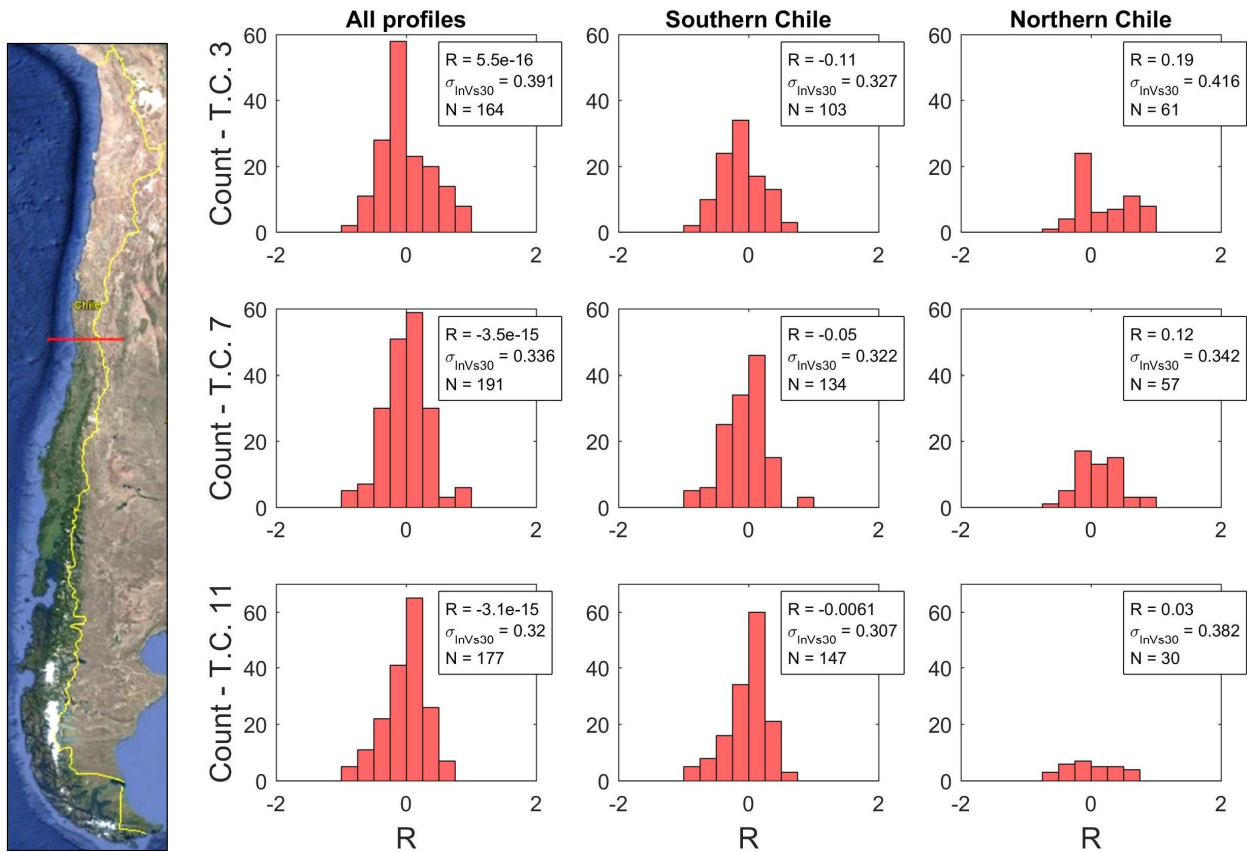 All profiles
Southern Chile
Northern Chile
Chile
Count - T.C. 3
60
40
20
0
-2
0
2
R = 5.5e-16
σlnVs30 = 0.391
N = 164
60
40
20
0
-2
0
2
R = -0.11
σlnVs30 = 0.327
N = 103
60
40
20
0
-2
0
2
R = 0.19
σlnVs30 = 0.416
N = 61
Count - T.C. 7
60
40
20
0
-2
0
2
R = -3.5e-15
σlnVs30 = 0.336
N = 191
60
40
20
0
-2
0
2
R = -0.05
σlnVs30 = 0.322
N = 134
60
40
20
0
-2
0
2
R = 0.12
σlnVs30 = 0.342
N = 57
Count - T.C. 11
60
40
20
0
-2
0
2
R
R = -3.1e-15
σlnVs30 = 0.32
N = 177
60
40
20
0
-2
0
2
R
R = -0.0061
σlnVs30 = 0.307
N = 147
60
40
20
0
-2
0
2
R
R = 0.03
σlnVs30 = 0.382
N = 30